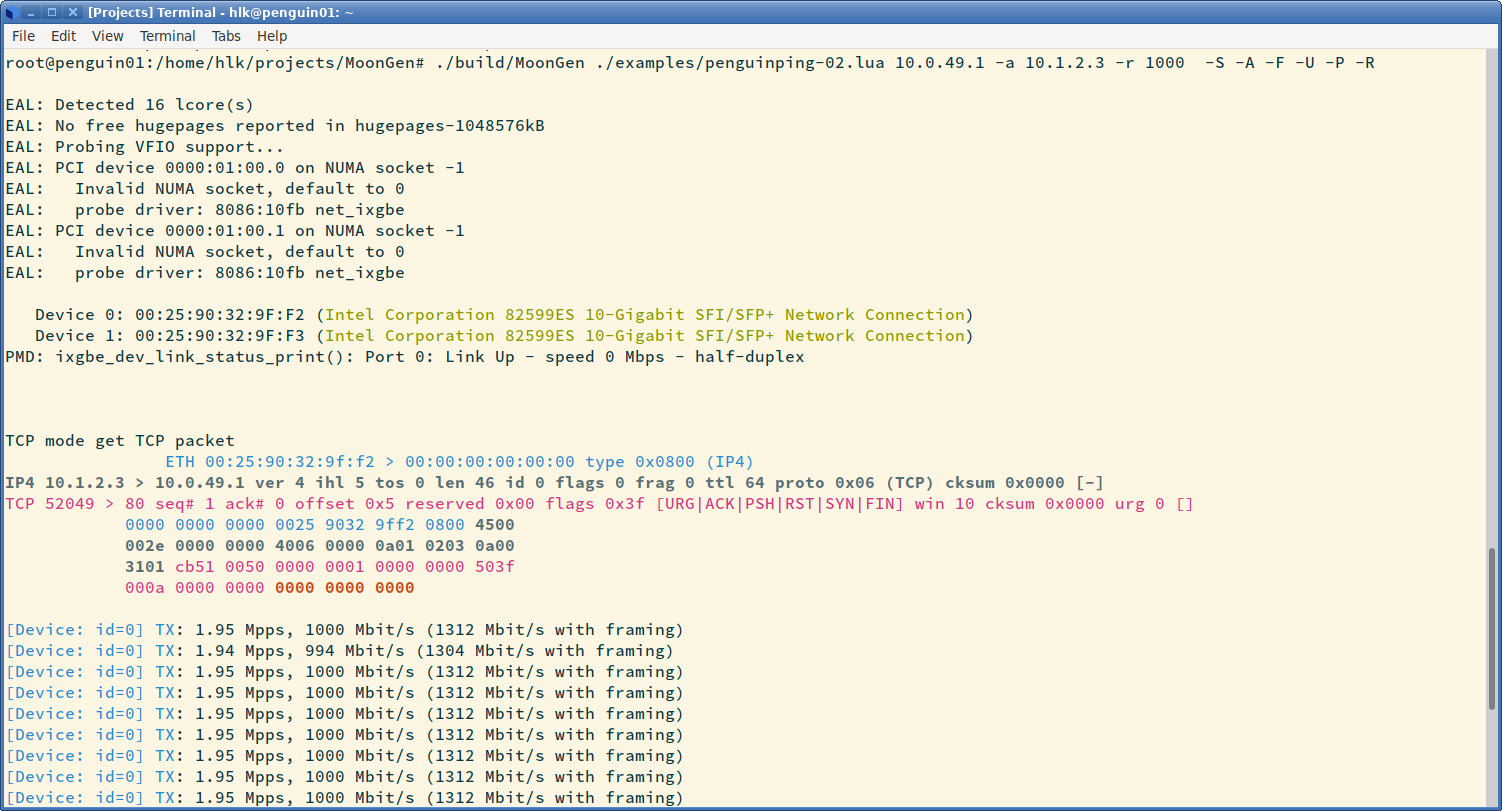 [Projects] Terminal - hlk@penguin01: ~
File Edit View Terminal Tabs Help
root@penguin01:/home/hlk/projects/MoonGen# ./build/MoonGen ./examples/penguinping-02.lua 10.0.49.1 -a 10.1.2.3 -r 1000  -S -A -F -U -P -R
EAL: Detected 16 lcore(s)
EAL: No free hugepages reported in hugepages-1048576kB
EAL: Probing VFIO support...
EAL: PCI device 0000:01:00.0 on NUMA socket -1
EAL:   Invalid NUMA socket, default to 0
EAL:   probe driver: 8086:10fb net_ixgbe
EAL: PCI device 0000:01:00.1 on NUMA socket -1
EAL:   Invalid NUMA socket, default to 0
EAL:   probe driver: 8086:10fb net_ixgbe
Device 0: 00:25:90:32:9F:F2 (Intel Corporation 82599ES 10-Gigabit SFI/SFP+ Network Connection)
Device 1: 00:25:90:32:9F:F3 (Intel Corporation 82599ES 10-Gigabit SFI/SFP+ Network Connection)
PMD: ixgbe_dev_link_status_print(): Port 0: Link Up - speed 0 Mbps - half-duplex
TCP mode get TCP packet
ETH 00:25:90:32:9f:f2 > 00:00:00:00:00:00 type 0x0800 (IP4)
IP4 10.1.2.3 > 10.0.49.1 ver 4 ihl 5 tos 0 len 46 id 0 flags 0 frag 0 ttl 64 proto 0x06 (TCP) cksum 0x0000 [-]
TCP 52049 > 80 seq# 1 ack# 0 offset 0x5 reserved 0x00 flags 0x3f [URG|ACK|PSH|RST|SYN|FIN] win 10 cksum 0x0000 urg 0 []
0000 0000 0000 0025 9032 9ff2 0800 4500
002e 0000 0000 4006 0000 0a01 0203 0a00
3101 cb51 0050 0000 0001 0000 0000 503f
000a 0000 0000 0000 0000 0000
[Device: id=0] TX: 1.95 Mpps, 1000 Mbit/s (1312 Mbit/s with framing)
[Device: id=0] TX: 1.94 Mpps, 994 Mbit/s (1304 Mbit/s with framing)
[Device: id=0] TX: 1.95 Mpps, 1000 Mbit/s (1312 Mbit/s with framing)
[Device: id=0] TX: 1.95 Mpps, 1000 Mbit/s (1312 Mbit/s with framing)
[Device: id=0] TX: 1.95 Mpps, 1000 Mbit/s (1312 Mbit/s with framing)
[Device: id=0] TX: 1.95 Mpps, 1000 Mbit/s (1312 Mbit/s with framing)
[Device: id=0] TX: 1.95 Mpps, 1000 Mbit/s (1312 Mbit/s with framing)
[Device: id=0] TX: 1.95 Mpps, 1000 Mbit/s (1312 Mbit/s with framing)
[Device: id=0] TX: 1.95 Mpps, 1000 Mbit/s (1312 Mbit/s with framing)